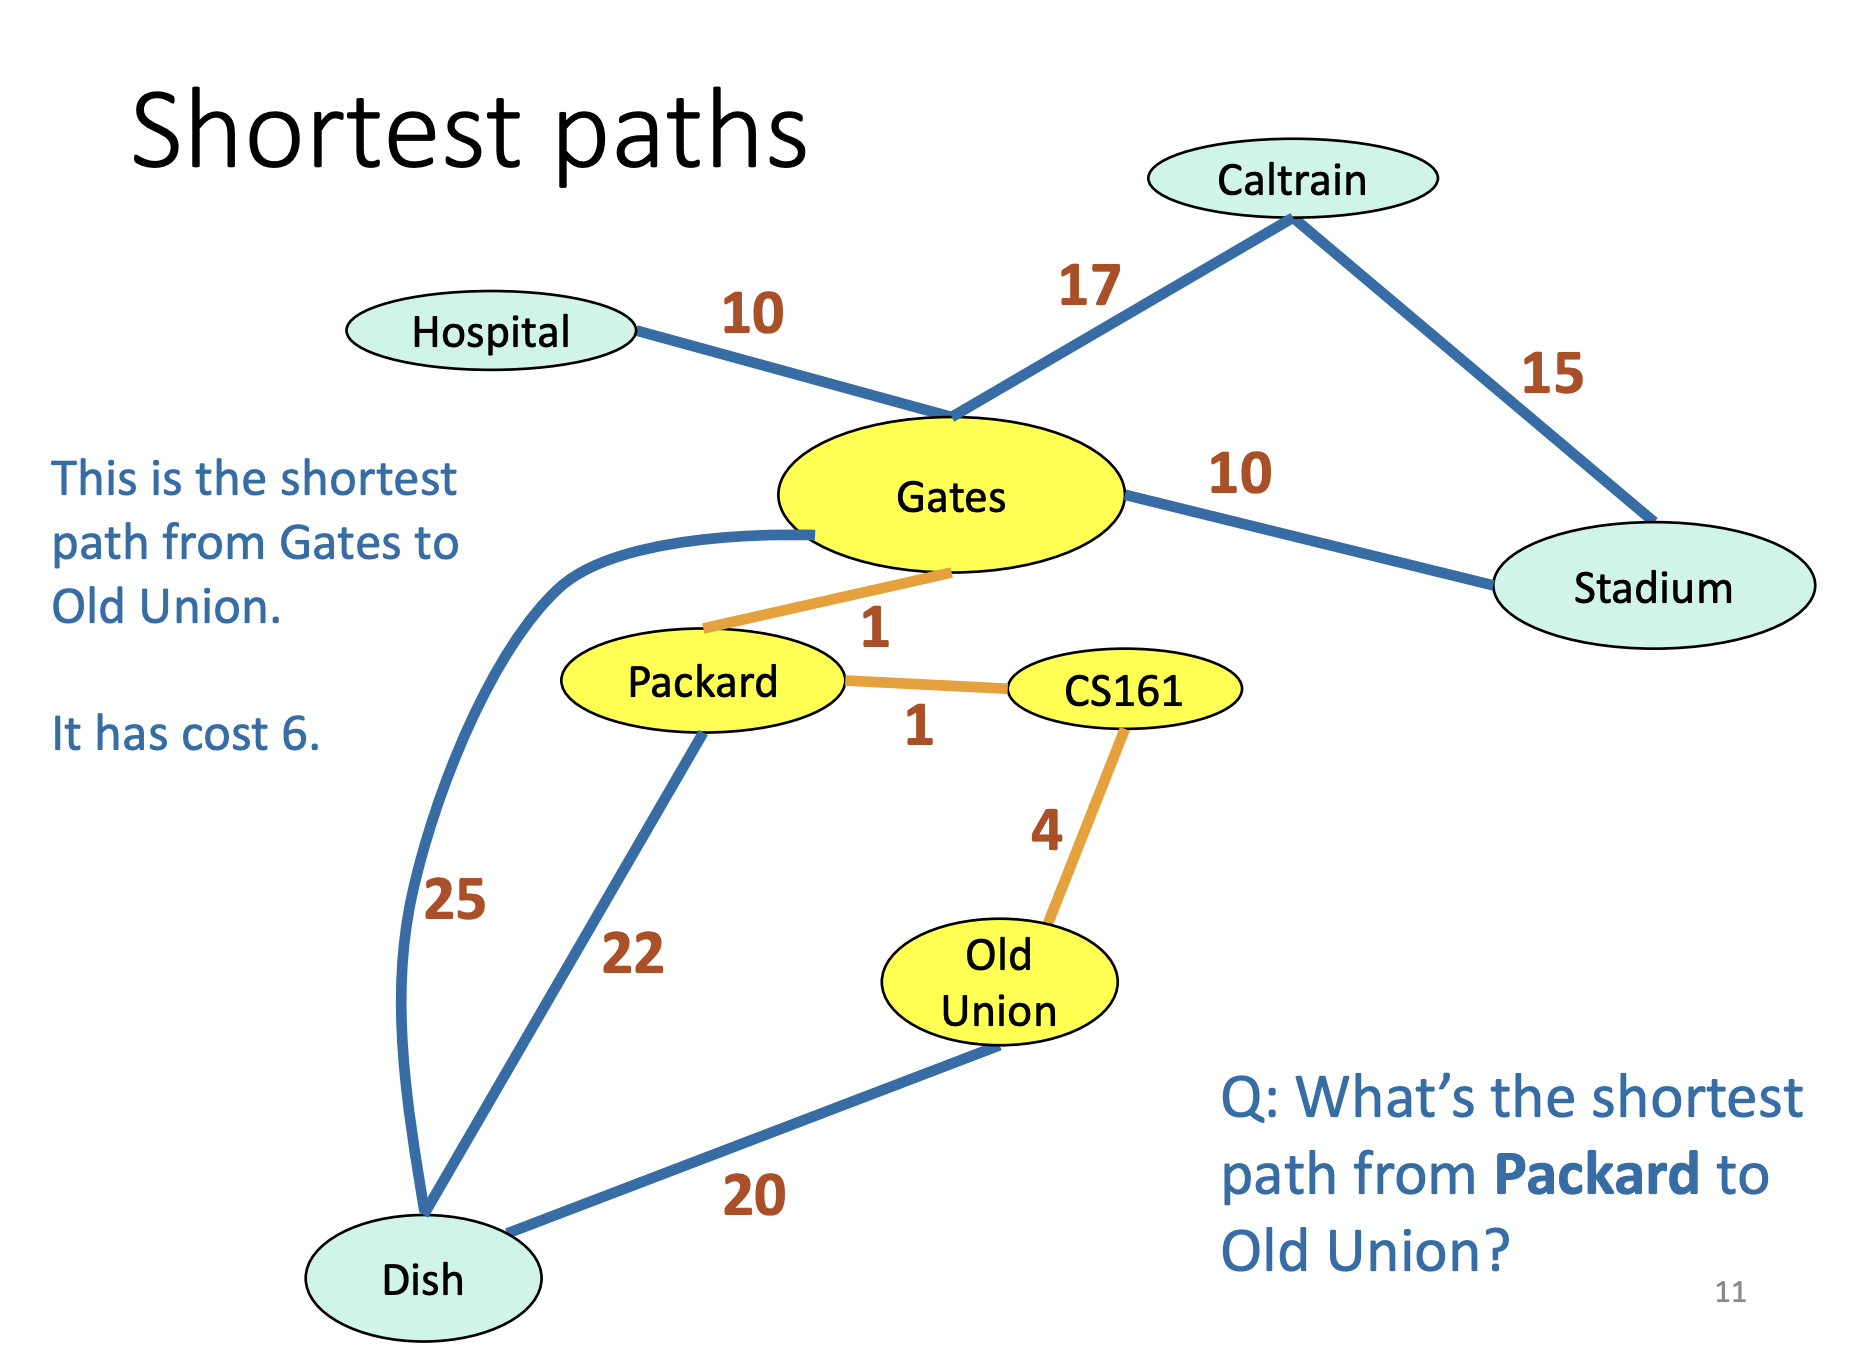 Shortest paths
Caltrain
17
10
Hospital
15
This is the shortest
path from Gates to
Old Union.
It has cost 6.
Gates
10
Stadium
1
Packard
CS161
1
4
25
22
Old
Union
20
Dish
Q: What’s the shortest
path from Packard to
Old Union?
11